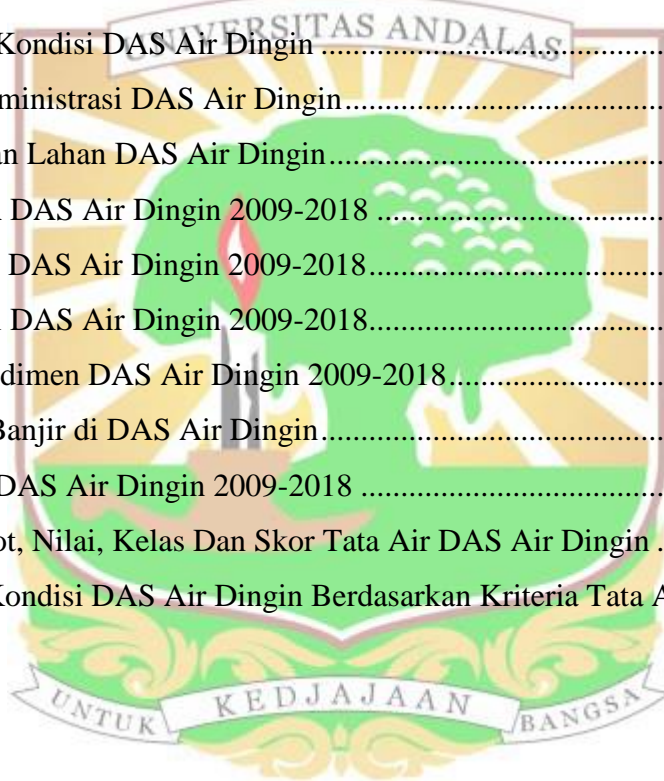 UNIVERSITAS ANDALAS
Kondisi DAS Air Dingin
ministrasi DAS Air Dingin
an Lahan DAS Air Dingin
DAS Air Dingin 2009-2018
DAS Air Dingin 2009-2018
DAS Air Dingin 2009-2018
dimen DAS Air Dingin 2009-2018
Banjir di DAS Air Dingin
DAS Air Dingin 2009-2018
ot, Nilai, Kelas Dan Skor Tata Air DAS Air Dingin
Kondisi DAS Air Dingin Berdasarkan Kriteria Tata A
UNTUK KEDJAJAAN BANGSA